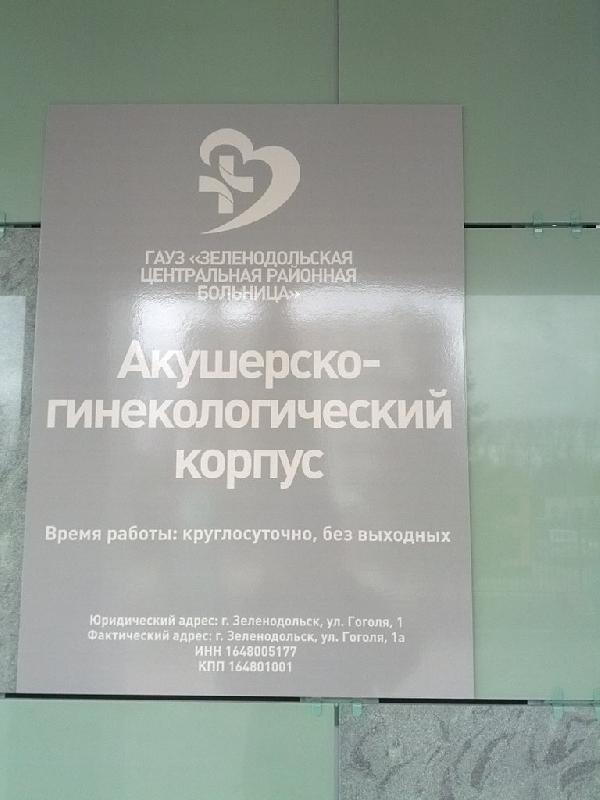 ГАУЗ «ЗЕЛЕНОДОЛЬСКАЯ
ЦЕНТРАЛЬНАЯ РАЙОННАЯ
БОЛЬНИЦА»
Акушерско-
гинекологический
корпус
Время работы: круглосуточно, без выходных
Юридический адрес: г. Зеленодольск, ул. Гоголя, 1
Фактический адрес: г. Зеленодольск, ул. Гоголя, 1а
ИНН 1648005177
КПП 164801001